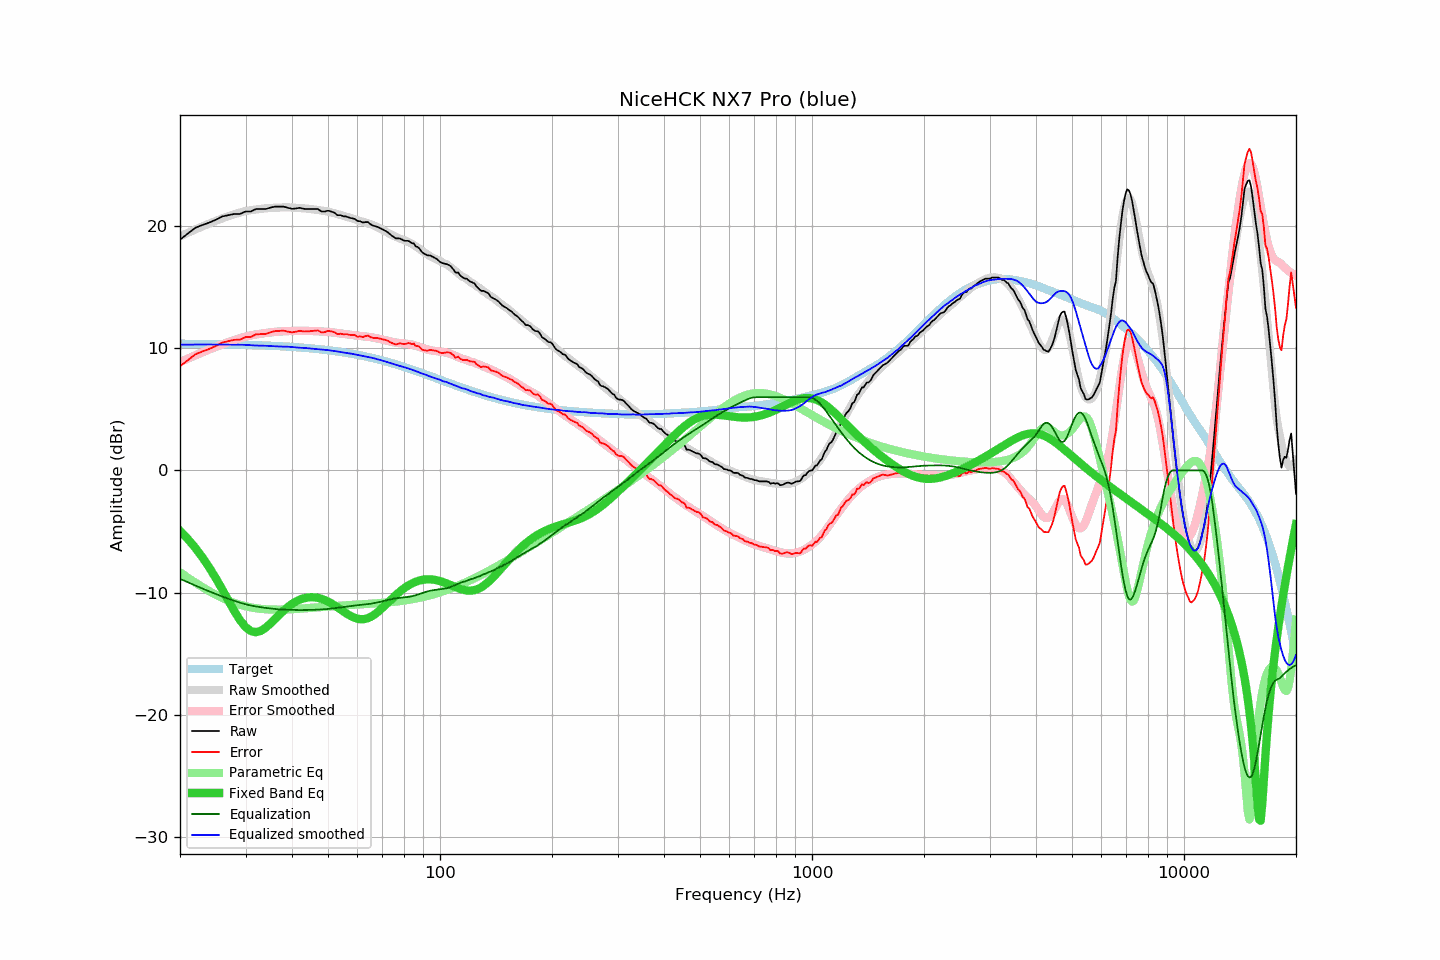 NiceHCK NX7 Pro (blue)
Amplitude (dBr)
20
10
0
−10
−20
−30
Target
Raw Smoothed
Error Smoothed
Raw
Error
Parametric Eq
Fixed Band Eq
Equalization
Equalized smoothed
100
1000
10000
Frequency (Hz)